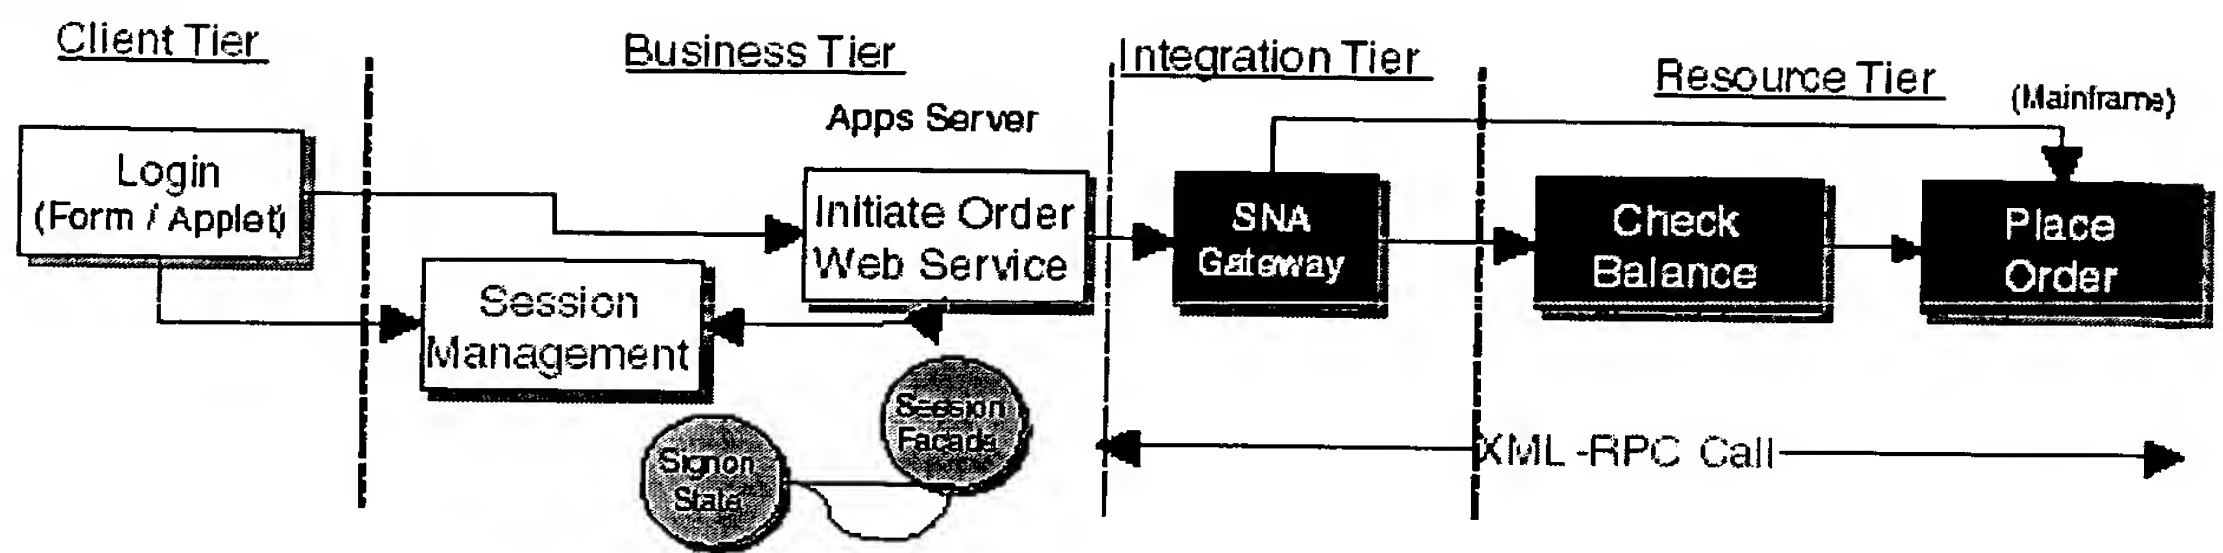 Client Tier
Business Tier
Integration Tier
Resource Tier
(Mainframe)
Apps Server
Login
(Form / Applet)
Initiate Order
Web Service
SNA
Gateway
Check
Balance
Place
Order
Session
Management
Session
Facada
Signon
State
XML-RPC Call